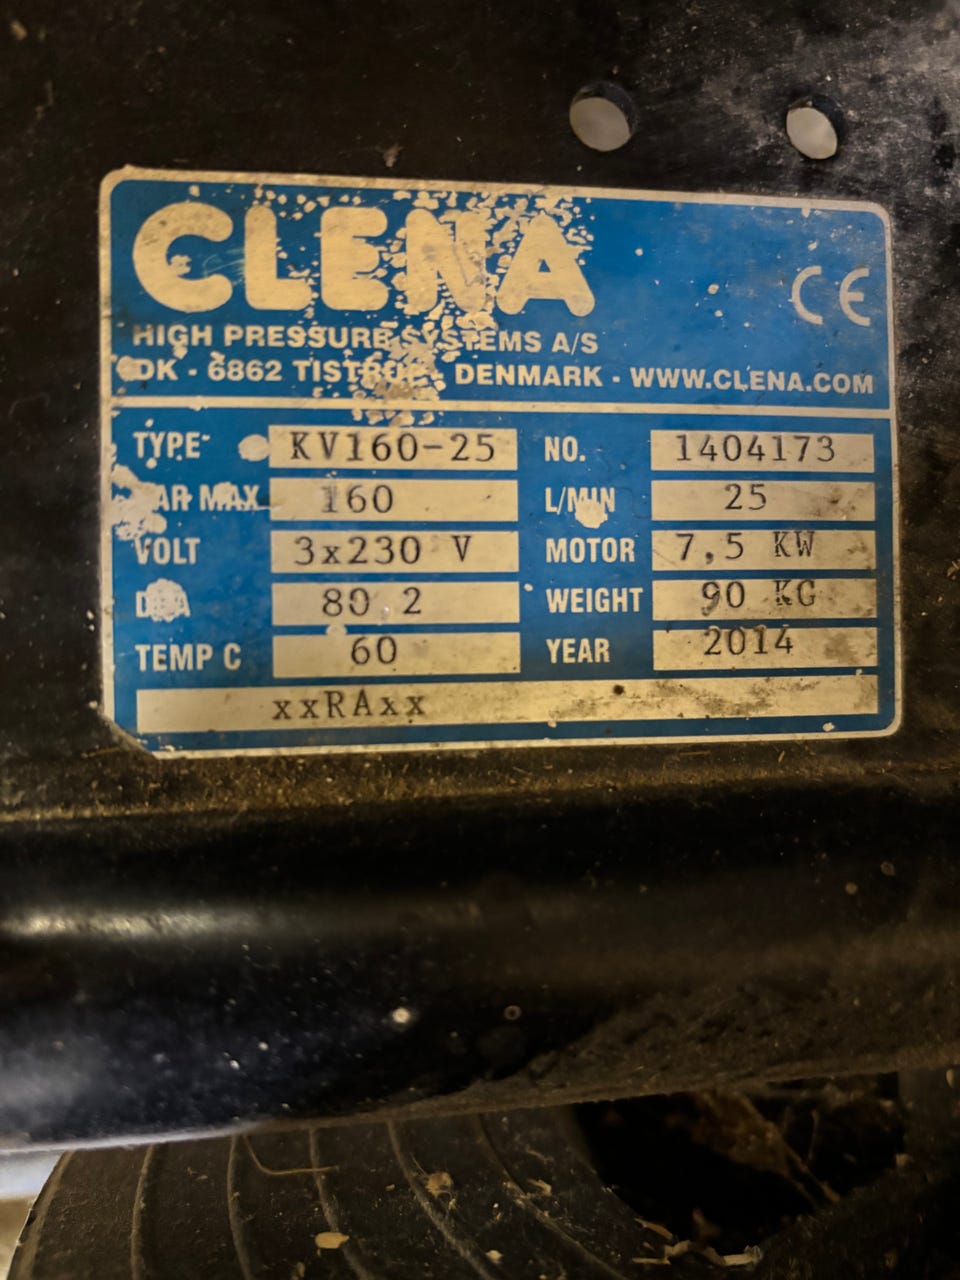 CLENA
CE
HIGH PRESSURE SYSTEMS A/S
DK - 6862 DENMARK - WWW.CLENA.COM
TYPE KV160-25 NO. 1404173
MAX 160 L/MIN 25
VOLT 3x230 V MOTOR 7,5 KW
80 2 WEIGHT 90 KG
TEMP C 60 YEAR 2014
xxRAxx